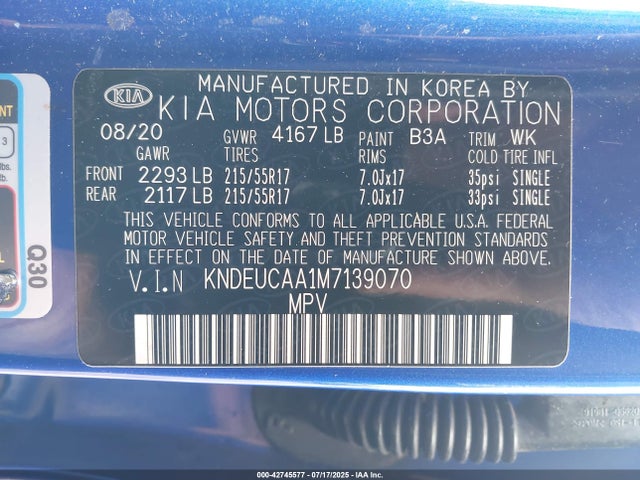 MANUFACTURED IN KOREA BY
KIA KIA MOTORS CORPORATION
08/20 GVWR 4167 LB PAINT B3A TRIM WK
GAWR TIRES RIMS COLD TIRE INFL
FRONT 2293 LB 215/55R17 7.0Jx17 35psi SINGLE
REAR 2117 LB 215/55R17 7.0Jx17 33psi SINGLE
THIS VEHICLE CONFORMS TO ALL APPLICABLE U.S.A. FEDERAL
MOTOR VEHICLE SAFETY AND THEFT PREVENTION STANDARDS
IN EFFECT ON THE DATE OF MANUFACTURE SHOWN ABOVE.
V.I.N KNDEUCAA1M7139070
MPV
Q30
000-42745577 - 07/17/2025 - IAAI.COM